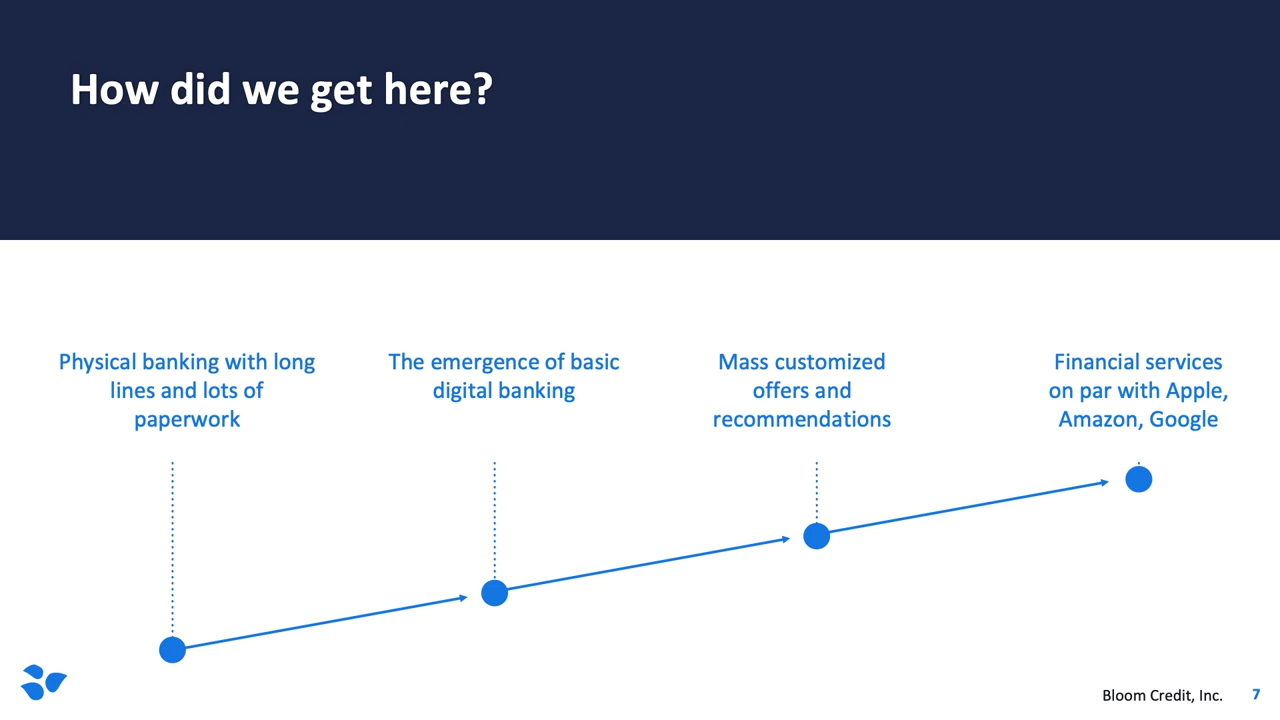 How did we get here?
Physical banking with long
lines and lots of
paperwork
The emergence of basic
digital banking
Mass customized
offers and
recommendations
Financial services
on par with Apple,
Amazon, Google
Bloom Credit, Inc.
7